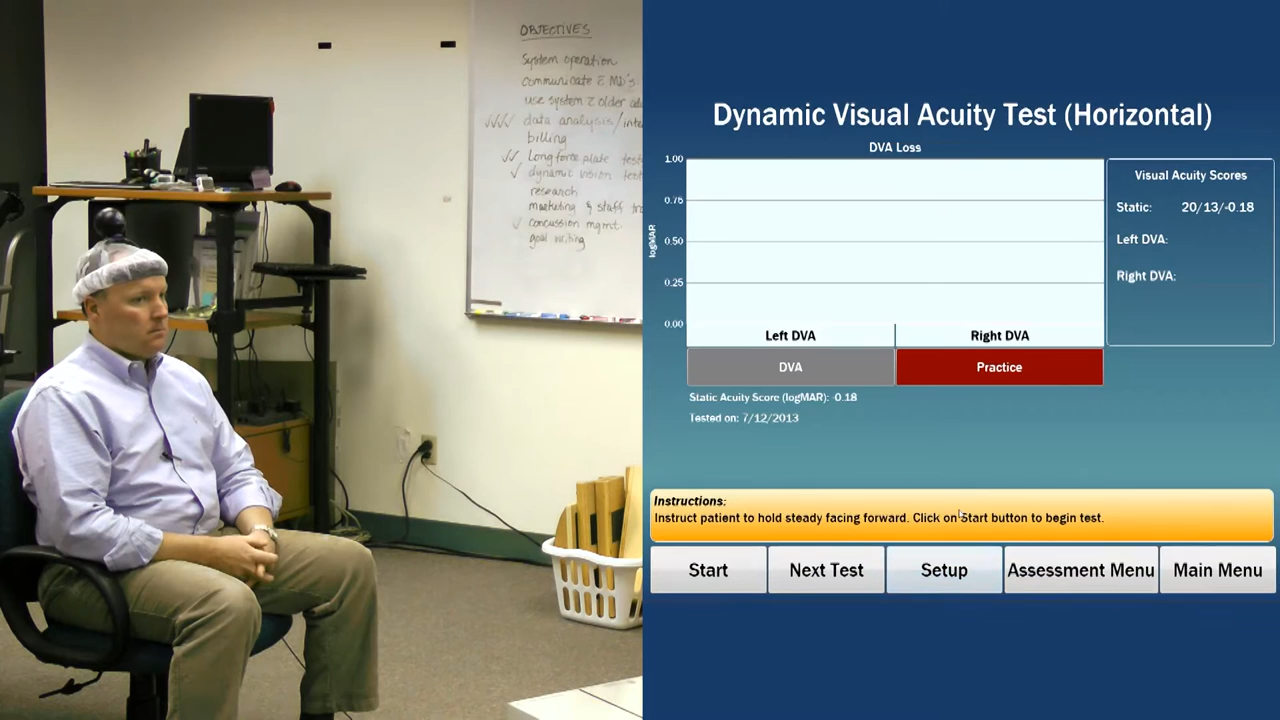 OBJECTIVES
System operation
communicate c̄ MD's
use system c̄ older
data analysis/
billing
Long force plate
dynamic vision
research
marketing & staff
concussion mgmt
goal writing
Dynamic Visual Acuity Test (Horizontal)
DVA Loss
logMAR
1.00
0.75
0.50
0.25
0.00
Left DVA Right DVA
DVA Practice
Static Acuity Score (logMAR): -0.18
Tested on: 7/12/2013
Visual Acuity Scores
Static: 20/13/-0.18
Left DVA:
Right DVA:
Instructions:
Instruct patient to hold steady facing forward. Click on Start button to begin test.
Start Next Test Setup Assessment Menu Main Menu